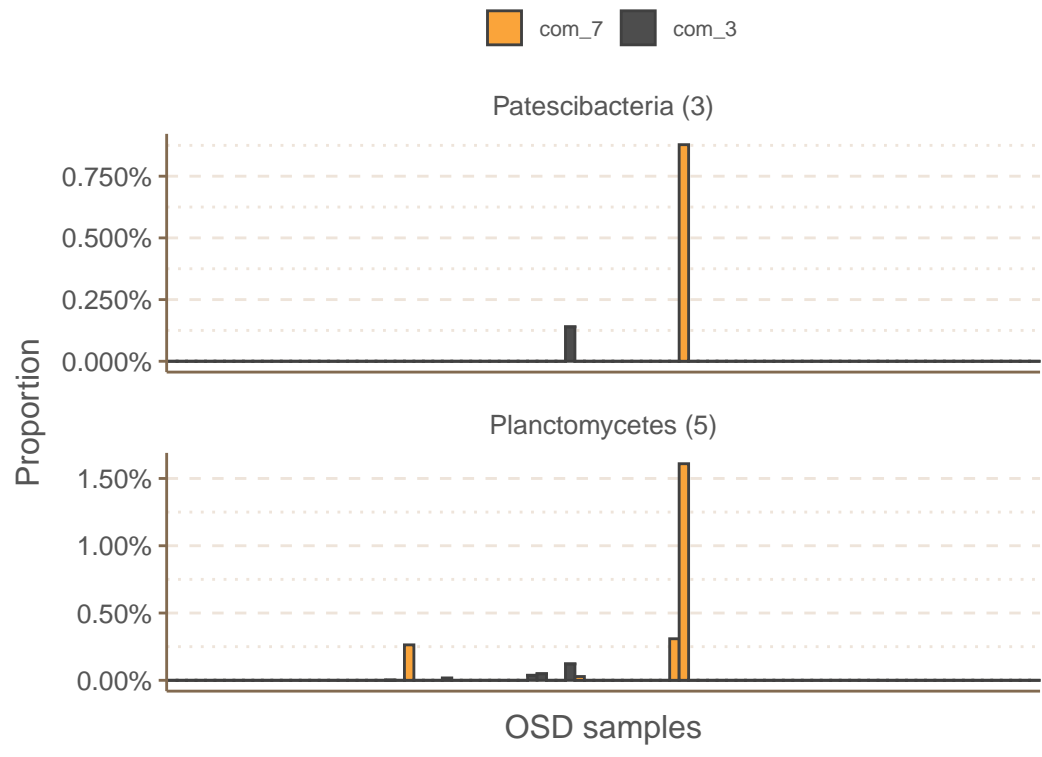 com_7 com_3
Patescibacteria (3)
0.750%
0.500%
0.250%
0.000%
Proportion
Planctomycetes (5)
1.50%
1.00%
0.50%
0.00%
OSD samples